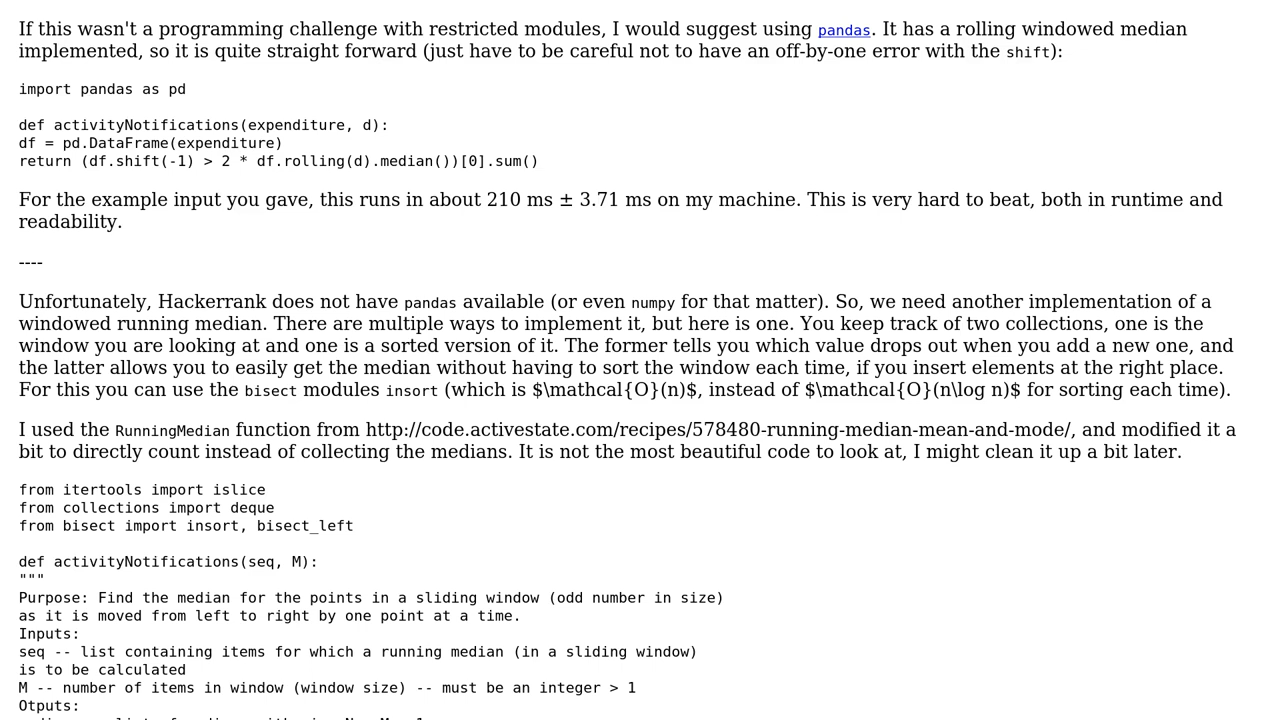 If this wasn't a programming challenge with restricted modules, I would suggest using pandas. It has a rolling windowed median
implemented, so it is quite straight forward (just have to be careful not to have an off-by-one error with the shift):
import pandas as pd
def activityNotifications(expenditure, d):
df = pd.DataFrame(expenditure)
return (df.shift(-1) > 2 * df.rolling(d).median())[0].sum()
For the example input you gave, this runs in about 210 ms ± 3.71 ms on my machine. This is very hard to beat, both in runtime and
readability.
----
Unfortunately, Hackerrank does not have pandas available (or even numpy for that matter). So, we need another implementation of a
windowed running median. There are multiple ways to implement it, but here is one. You keep track of two collections, one is the
window you are looking at and one is a sorted version of it. The former tells you which value drops out when you add a new one, and
the latter allows you to easily get the median without having to sort the window each time, if you insert elements at the right place.
For this you can use the bisect modules insort (which is $\mathcal{O}(n)$, instead of $\mathcal{O}(n\log n)$ for sorting each time).
I used the RunningMedian function from http://code.activestate.com/recipes/578480-running-median-mean-and-mode/, and modified it a
bit to directly count instead of collecting the medians. It is not the most beautiful code to look at, I might clean it up a bit later.
from itertools import islice
from collections import deque
from bisect import insort, bisect_left
def activityNotifications(seq, M):
"""
Purpose: Find the median for the points in a sliding window (odd number in size)
as it is moved from left to right by one point at a time.
Inputs:
seq -- list containing items for which a running median (in a sliding window)
is to be calculated
M -- number of items in window (window size) -- must be an integer > 1
Otputs: